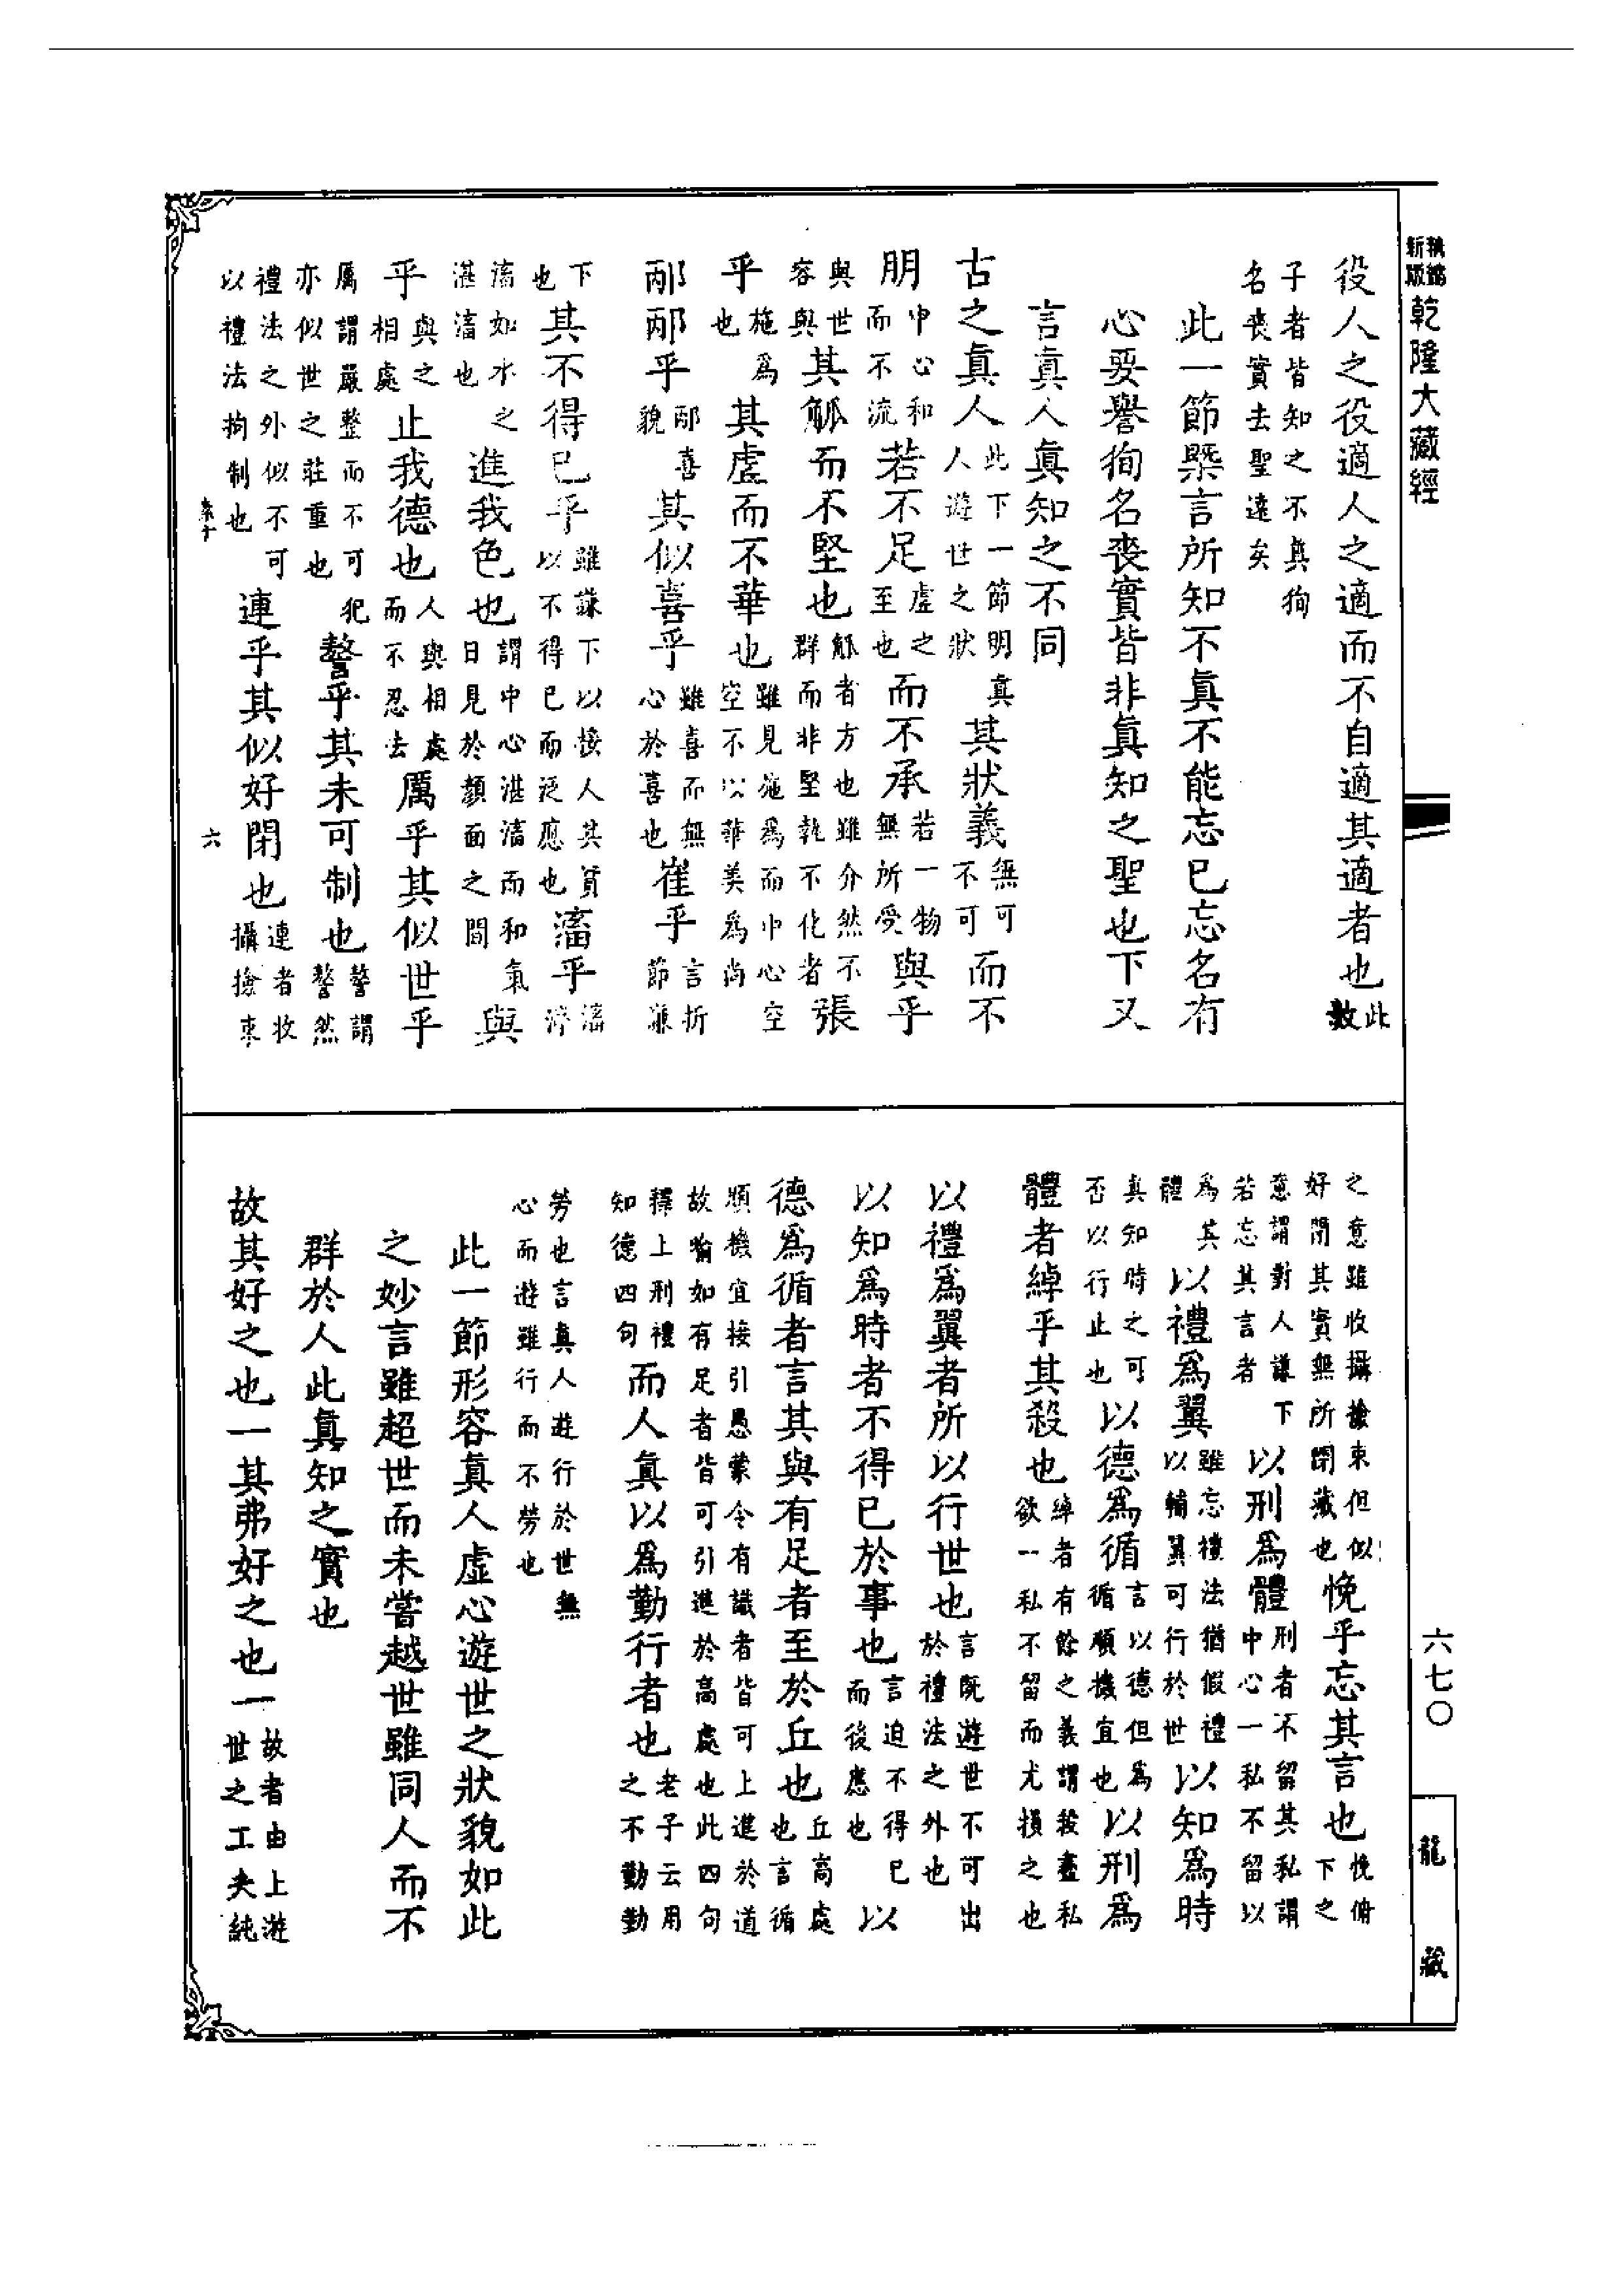 精縮新版乾隆大藏經
役人之役適人之適而不自適其適者也此數
子者皆知之不真狥名喪實去聖遠矣
此一節槩言所知不真不能忘已忘名有
心要譽徇名喪實皆非真知之聖也下又
言真人真知之不同
古之真人此下一節明真人遊世之狀其狀義無可不可而不
朋中心和而不流若不足虛之至也而不承若一物無所受與乎
與世容與其觚而不堅也觚者方也雖介然不群而非堅執不化者張
乎施為也其虛而不華也雖見施為而中心空空不以華美為尚
邴邴乎邴喜貌其似喜乎雖喜而無心於喜也崔乎言折節謙
下也其不得已乎雖謙下以接人其實以不得已而泛應也滀乎滀渟
滀如水之湛滀也進我色也謂中心湛滀而和氣日見於顏面之間與
乎與之相處止我德也人與相處而不忍去厲乎其似世乎
厲謂嚴整而不可犯亦似世之莊重也謷乎其未可制也謷謂謷然
禮法之外似不可以禮法拘制也連乎其似好閉也連者收攝撿束
六
之意雖收攝撿束但似好閉其實無所閉藏也悗乎忘其言也悗俯下之
意謂對人謙下若忘其言者以刑為體刑者不留其私謂中心一私不留以
為其體以禮為翼雖忘禮法猶假禮以輔翼可行於世以知為時
真知時之可否以行止也以德為循言以德但為循順機宜也以刑為
體者綽乎其殺也綽者有餘之義謂殺盡私欲一私不留而尤損之也
以禮為翼者所以行世也言既遊世不可出於禮法之外也
以知為時者不得已於事也言迫不得已而後應也以
德為循者言其與有足者至於丘也丘高處也言循
順機宜接引愚蒙令有識者皆可上進於道故喻如有足者皆可引進於高處也此四句
釋上刑禮知德四句而人真以為勤行者也老子云用之不勤勤
勞也言真人遊行於世無心而遊雖行而不勞也
此一節形容真人虛心遊世之狀貌如此
之妙言雖超世而未嘗越世雖同人而不
群於人此真知之實也
故其好之也一其弗好之也一故者由上遊世之工夫純
六七〇
龍藏